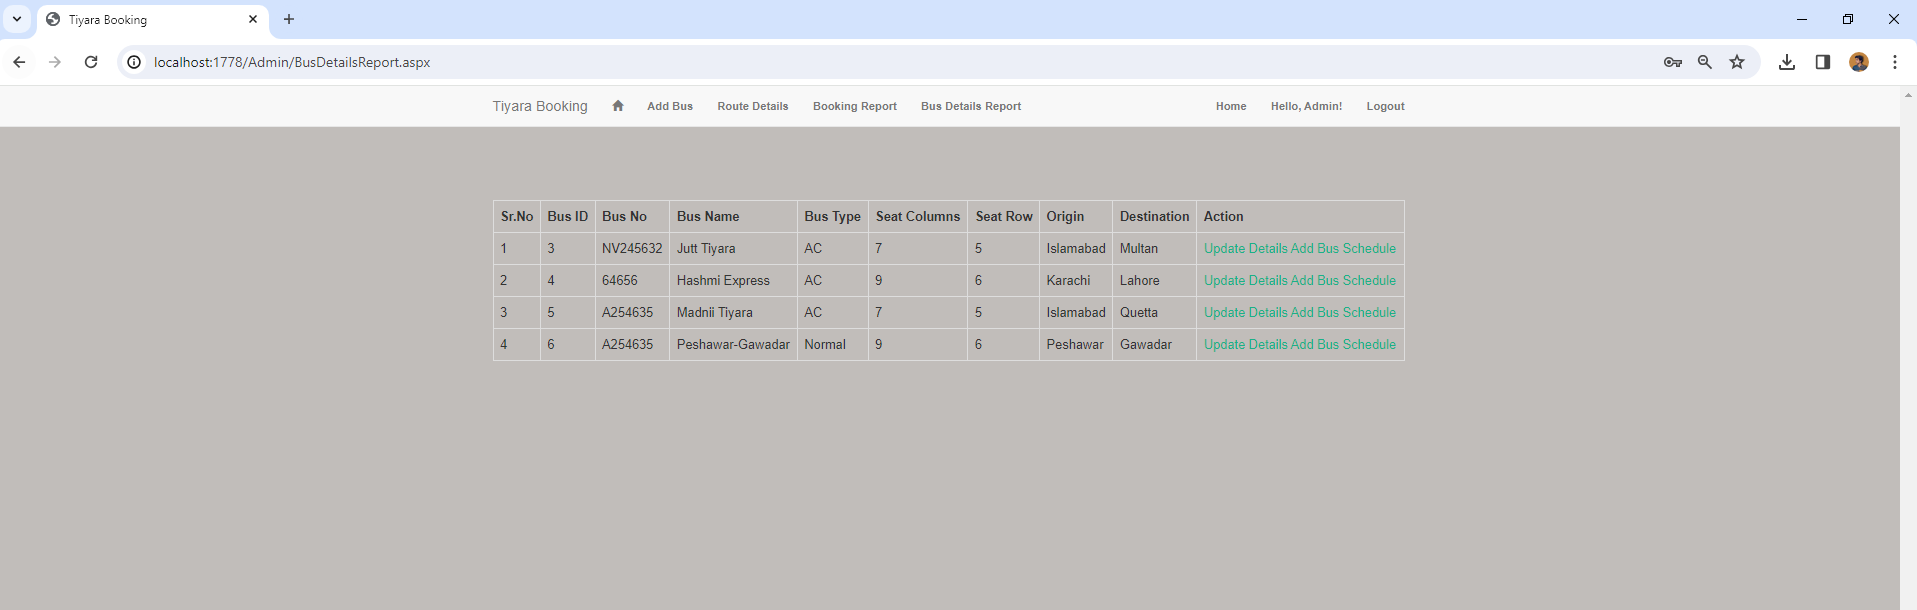 Tiyara Booking
localhost:1778/Admin/BusDetailsReport.aspx
Tiyara Booking Add Bus Route Details Booking Report Bus Details Report Home Hello, Admin! Logout
Sr.No Bus ID Bus No Bus Name Bus Type Seat Columns Seat Row Origin Destination Action
1 3 NV245632 Jutt Tiyara AC 7 5 Islamabad Multan Update Details Add Bus Schedule
2 4 64656 Hashmi Express AC 9 6 Karachi Lahore Update Details Add Bus Schedule
3 5 A254635 Madnii Tiyara AC 7 5 Islamabad Quetta Update Details Add Bus Schedule
4 6 A254635 Peshawar-Gawadar Normal 9 6 Peshawar Gawadar Update Details Add Bus Schedule